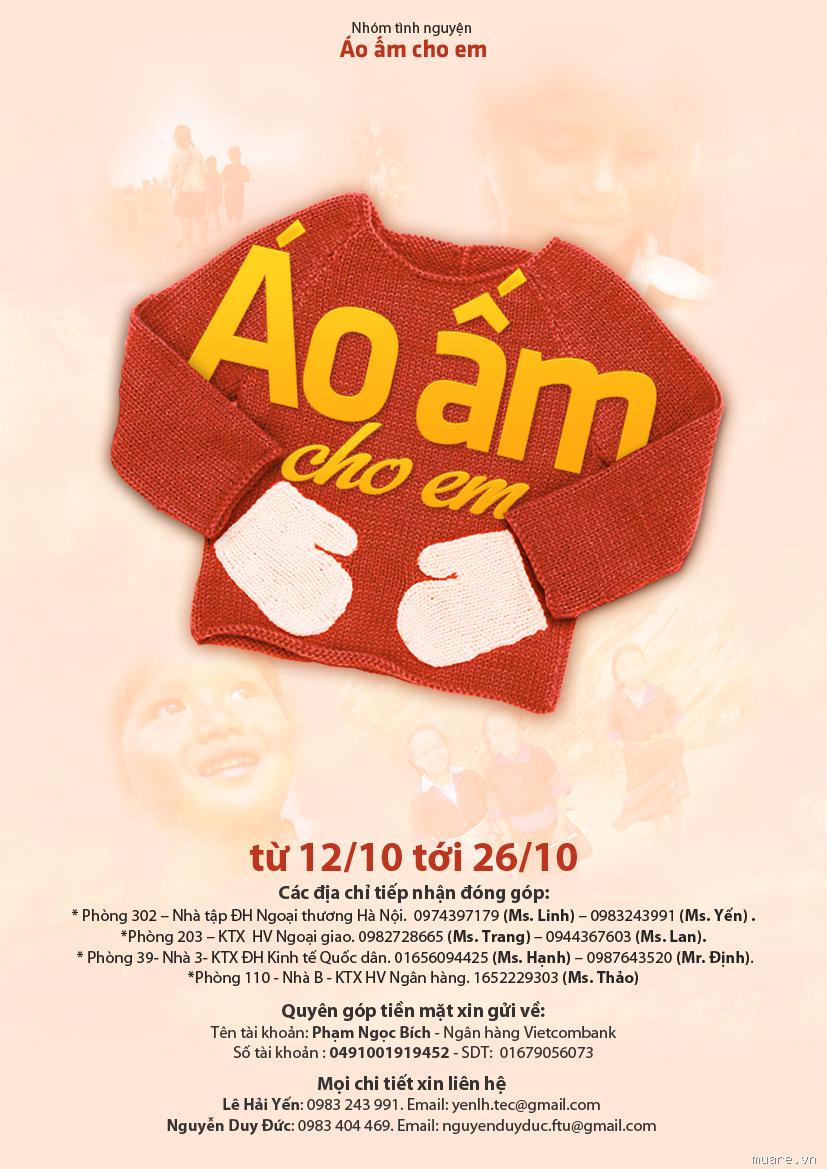 Nhóm tình nguyện
Áo ấm cho em
Áo ấm
cho em
từ 12/10 tới 26/10
Các địa chỉ tiếp nhận đóng góp:
* Phòng 302 – Nhà tập ĐH Ngoại thương Hà Nội. 0974397179 (Ms. Linh) – 0983243991 (Ms. Yến) .
*Phòng 203 – KTX HV Ngoại giao. 0982728665 (Ms. Trang) – 0944367603 (Ms. Lan).
* Phòng 39- Nhà 3- KTX ĐH Kinh tế Quốc dân. 01656094425 (Ms. Hạnh) – 0987643520 (Mr. Định).
*Phòng 110 - Nhà B - KTX HV Ngân hàng. 1652229303 (Ms. Thảo)
Quyên góp tiền mặt xin gửi về:
Tên tài khoản: Phạm Ngọc Bích - Ngân hàng Vietcombank
Số tài khoản : 0491001919452 - SDT: 01679056073
Mọi chi tiết xin liên hệ
Lê Hải Yến: 0983 243 991. Email: yenlh.tec@gmail.com
Nguyễn Duy Đức: 0983 404 469. Email: nguyenduyduc.ftu@gmail.com
muare.vn